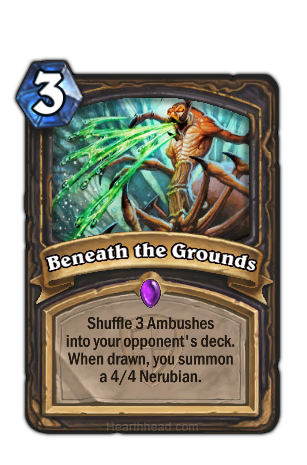 3
Beneath the Grounds
Shuffle 3 Ambushes
into your opponent's deck.
When drawn, you summon
a 4/4 Nerubian.
Hearthhead.com